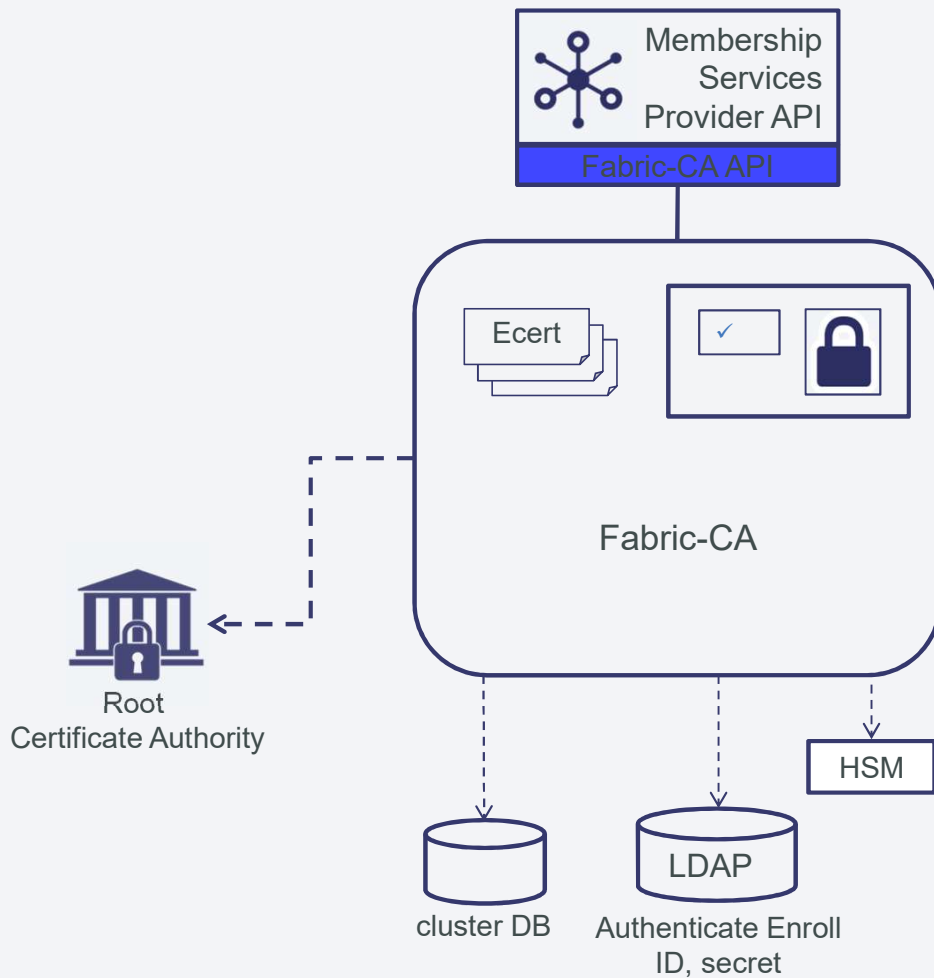 Membership
Services
Provider API
Fabric-CA API
Ecert
✓
Fabric-CA
Root
Certificate Authority
HSM
LDAP
cluster DB
Authenticate Enroll
ID, secret